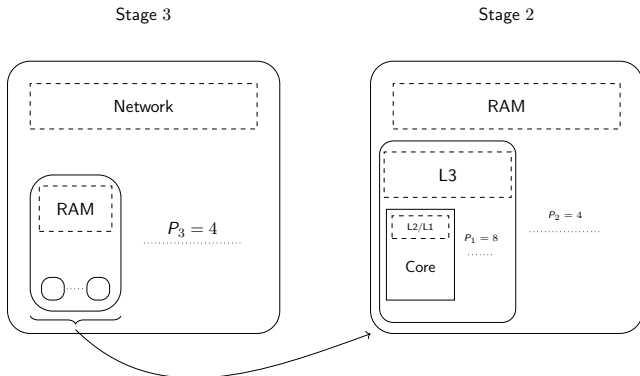 Stage 3
Stage 2
Network
RAM
P₃ = 4
RAM
L3
L2/L1
Core
P₁ = 8
P₂ = 4